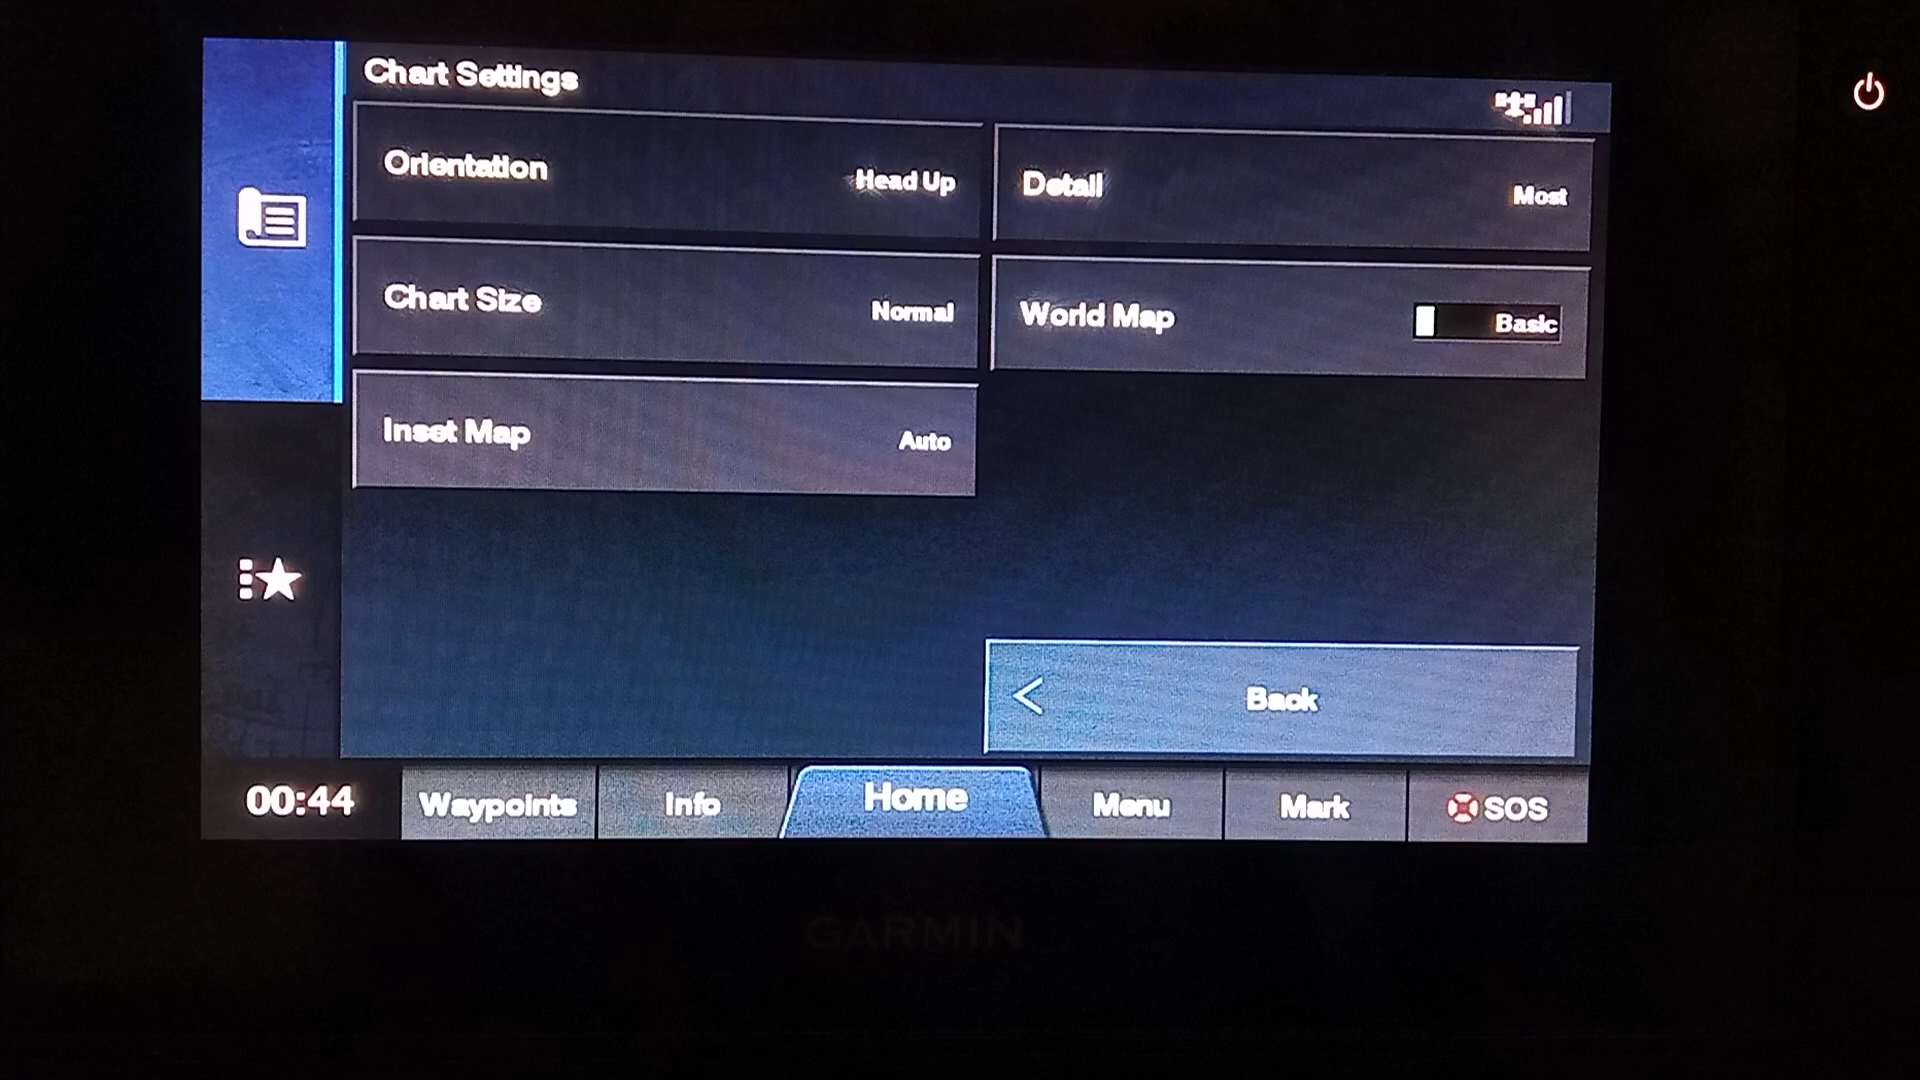 Chart Settings
Orientation Head Up
Detail Most
Chart Size Normal
World Map Basic
Inset Map Auto
Back
00:44 Waypoints Info Home Menu Mark SOS
GARMIN